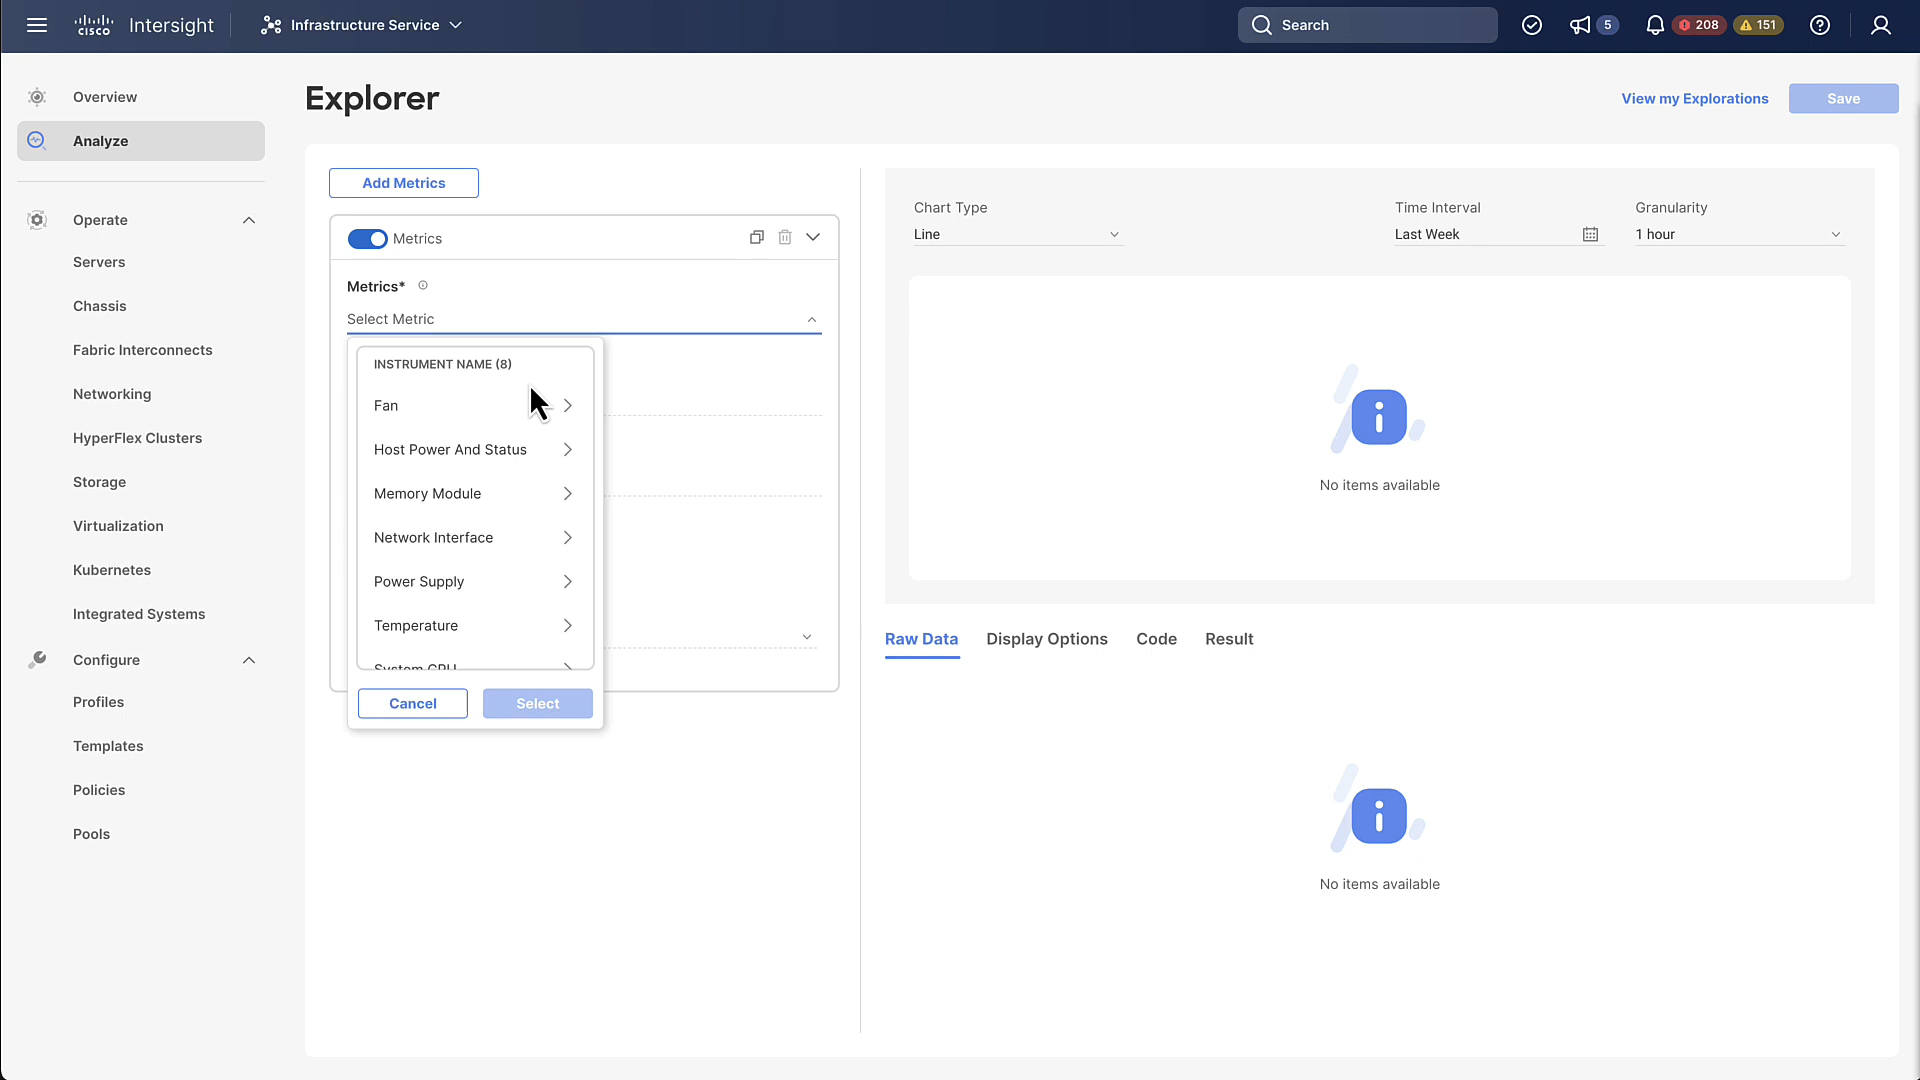 cisco Intersight
Infrastructure Service
Search
5
208
151
Overview
Analyze
Operate
Servers
Chassis
Fabric Interconnects
Networking
HyperFlex Clusters
Storage
Virtualization
Kubernetes
Integrated Systems
Configure
Profiles
Templates
Policies
Pools
Explorer
View my Explorations
Save
Add Metrics
Metrics
Metrics*
Select Metric
INSTRUMENT NAME (8)
Fan
Host Power And Status
Memory Module
Network Interface
Power Supply
Temperature
System CPU
Cancel
Select
Chart Type
Line
Time Interval
Last Week
Granularity
1 hour
No items available
Raw Data
Display Options
Code
Result
No items available